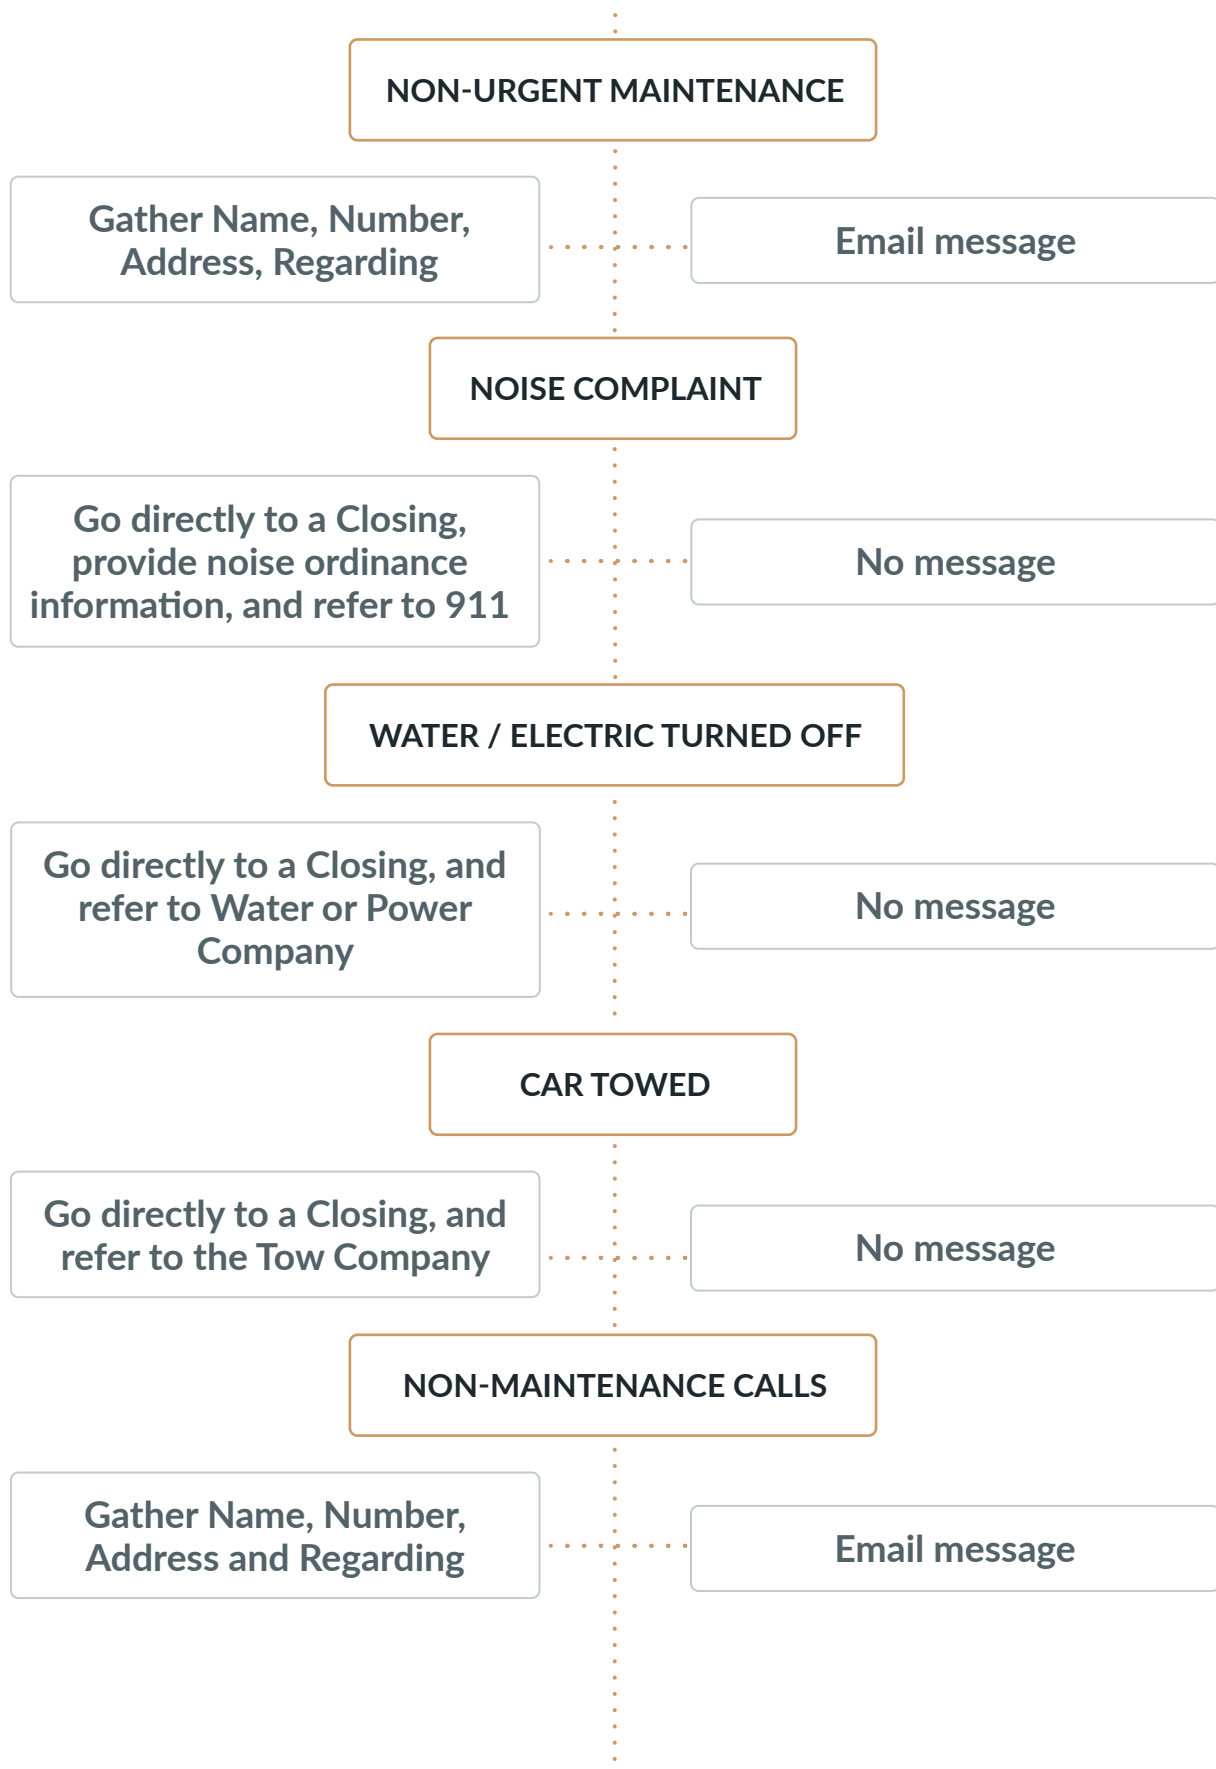 NON-URGENT MAINTENANCE
Gather Name, Number,
Address, Regarding
Email message
NOISE COMPLAINT
Go directly to a Closing,
provide noise ordinance
information, and refer to 911
No message
WATER / ELECTRIC TURNED OFF
Go directly to a Closing, and
refer to Water or Power
Company
No message
CAR TOWED
Go directly to a Closing, and
refer to the Tow Company
No message
NON-MAINTENANCE CALLS
Gather Name, Number,
Address and Regarding
Email message